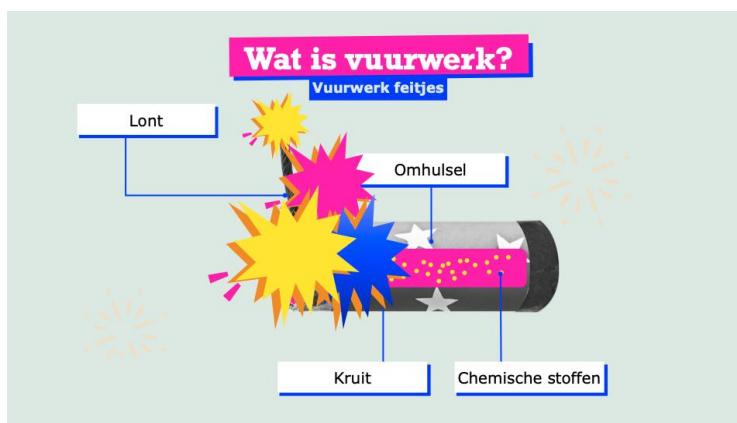 Wat is vuurwerk?
Vuurwerk feitjes
Lont
Omhulsel
Kruit
Chemische stoffen